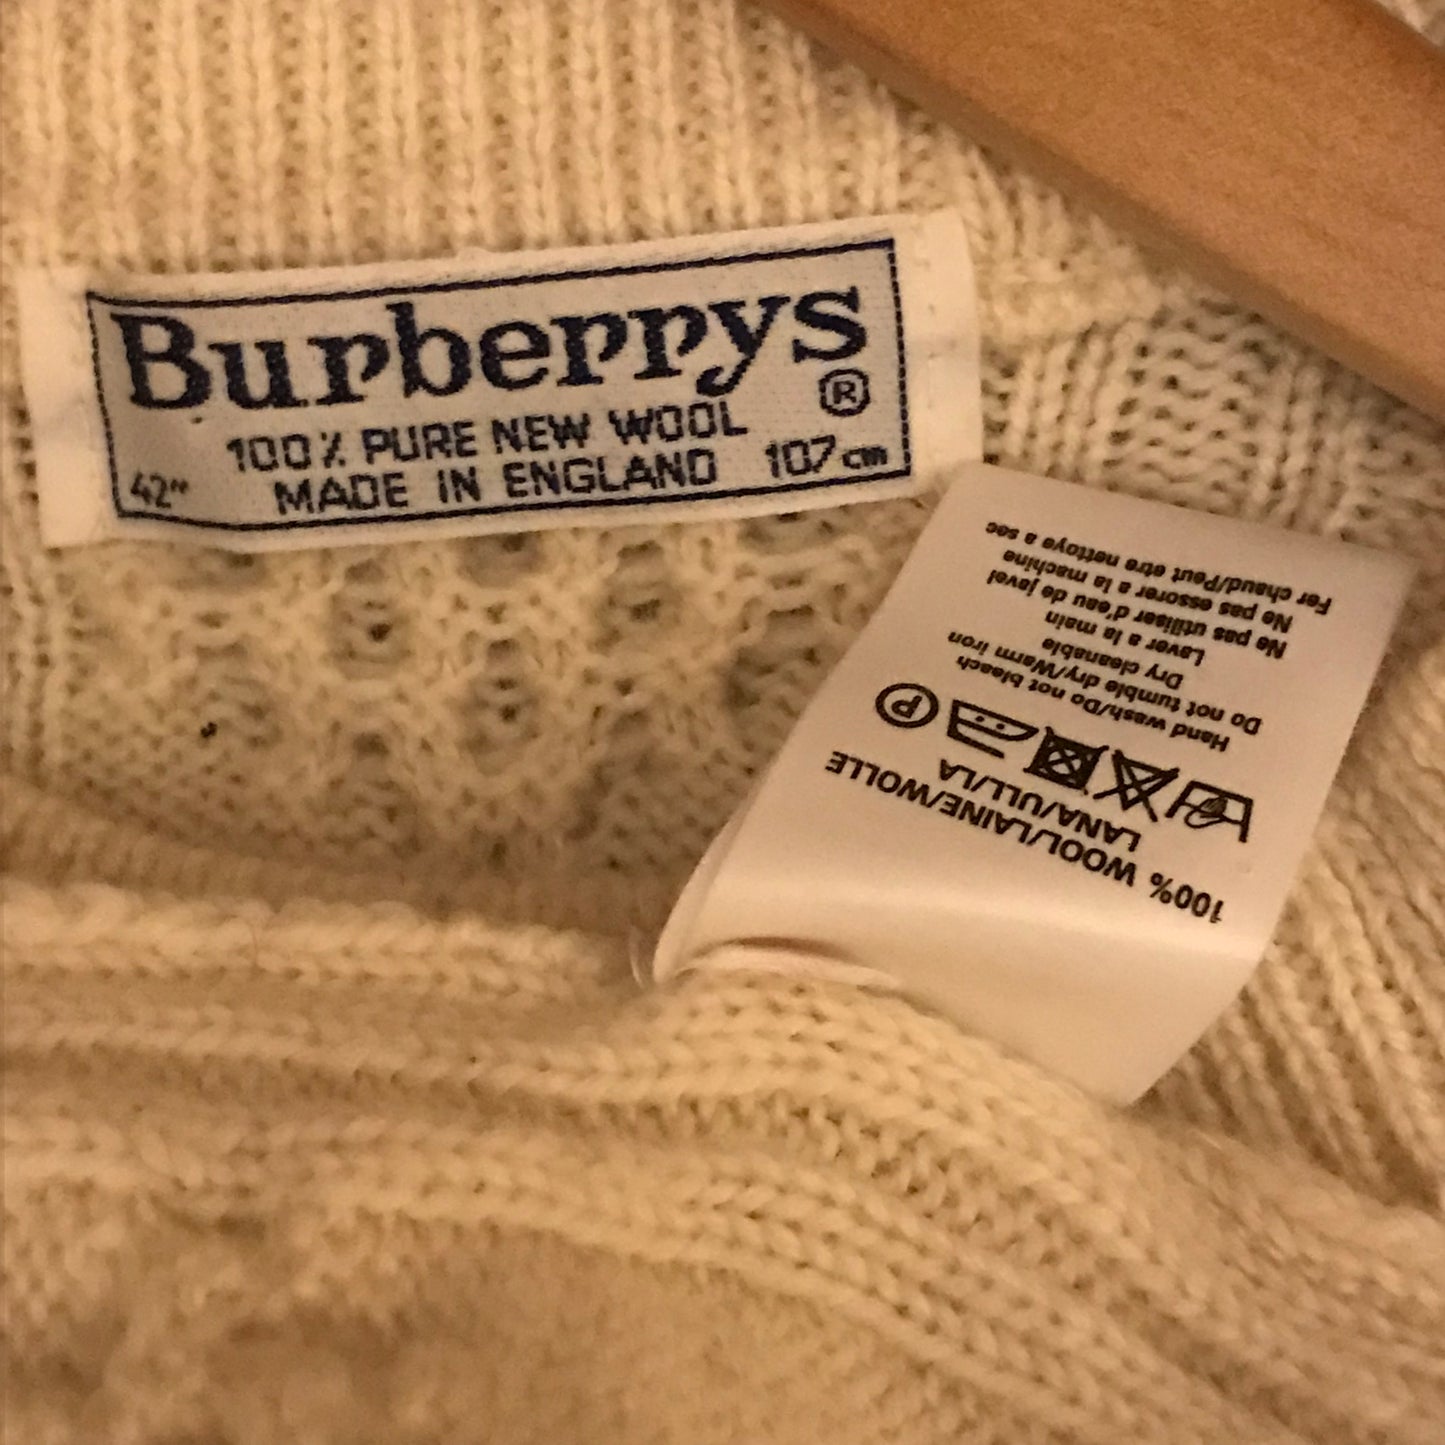 Burberrys
®
100% PURE NEW WOOL
42" MADE IN ENGLAND 107cm
100% WOOL/LAINE/WOLLE
LANA/ULL/LA
P
Hand wash/Do not bleach
Do not tumble dry/Warm iron
Dry cleanable
Laver a la main
Ne pas utiliser d'eau de javel
Ne pas essorer a la machine
Fer chaud/Peut etre nettoye a sec